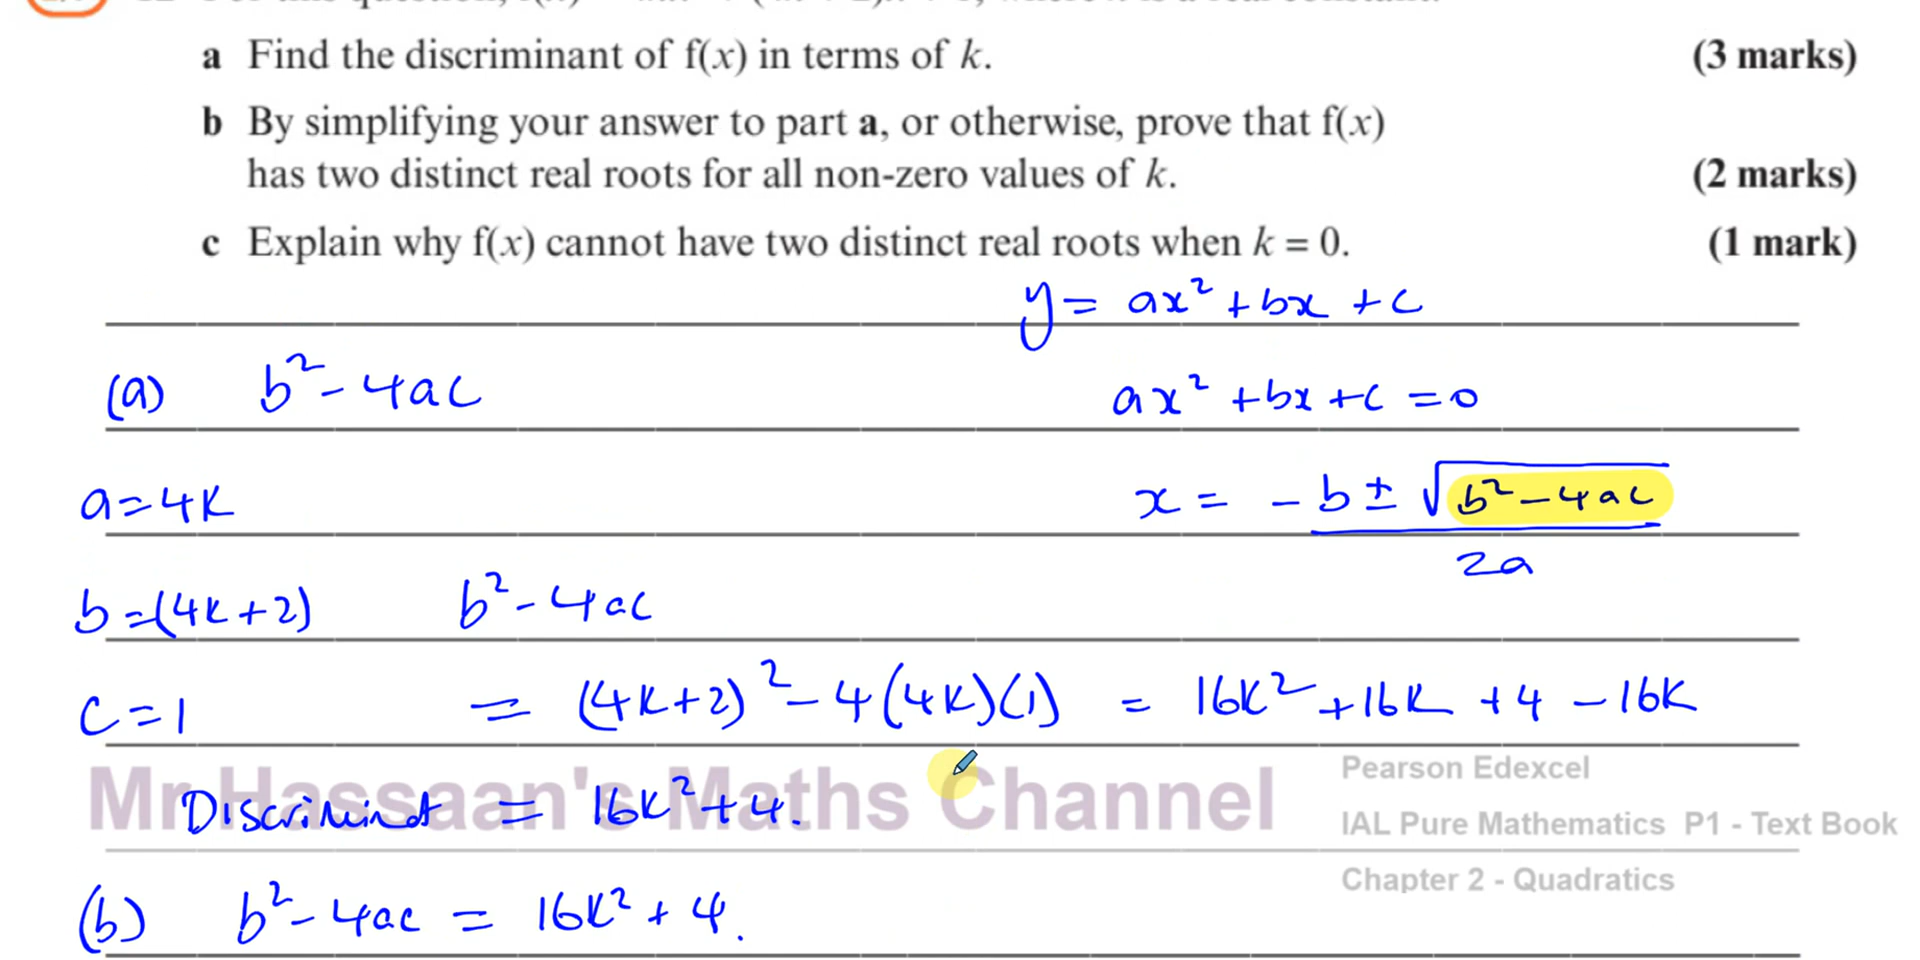 a Find the discriminant of f(x) in terms of k. (3 marks)
b By simplifying your answer to part a, or otherwise, prove that f(x)
has two distinct real roots for all non-zero values of k. (2 marks)
c Explain why f(x) cannot have two distinct real roots when k = 0. (1 mark)
y = ax² + bx + c
(a) b² - 4ac
ax² + bx + c = 0
a = 4k
x = -b ± √b² - 4ac
2a
b = (4k + 2) b² - 4ac
c = 1 = (4k + 2)² - 4(4k)(1) = 16k² + 16k + 4 - 16k
Mr Hassaan's Maths Channel
Pearson Edexcel
IAL Pure Mathematics P1 - Text Book
Chapter 2 - Quadratics
= 16k² + 4.
(b) b² - 4ac = 16k² + 4.